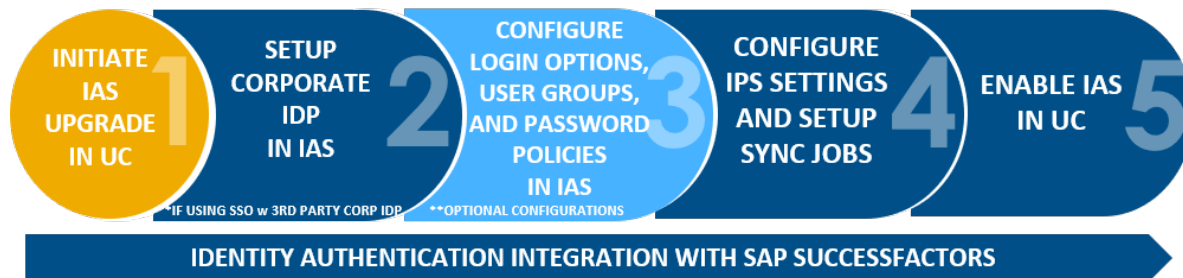 INITIATE
IAS
UPGRADE
IN UC
1
SETUP
CORPORATE
IDP
IN IAS
2
*IF USING SSO w 3RD PARTY CORP IDP
CONFIGURE
LOGIN OPTIONS,
USER GROUPS,
AND PASSWORD
POLICIES
IN IAS
3
**OPTIONAL CONFIGURATIONS
CONFIGURE
IPS SETTINGS
AND SETUP
SYNC JOBS
4
ENABLE IAS
IN UC
5
IDENTITY AUTHENTICATION INTEGRATION WITH SAP SUCCESSFACTORS